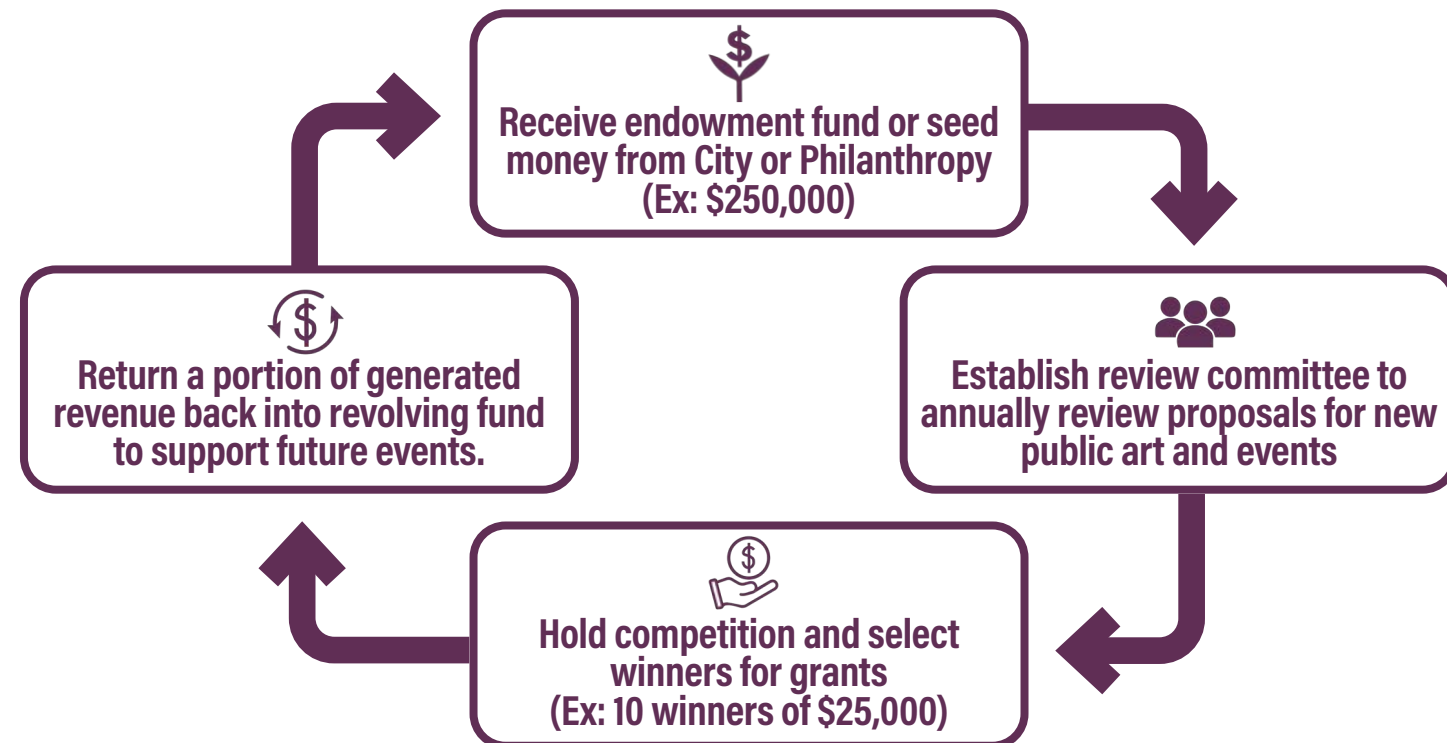 $
Receive endowment fund or seed
money from City or Philanthropy
(Ex: $250,000)
Establish review committee to
annually review proposals for new
public art and events
$
Hold competition and select
winners for grants
(Ex: 10 winners of $25,000)
$
Return a portion of generated
revenue back into revolving fund
to support future events.